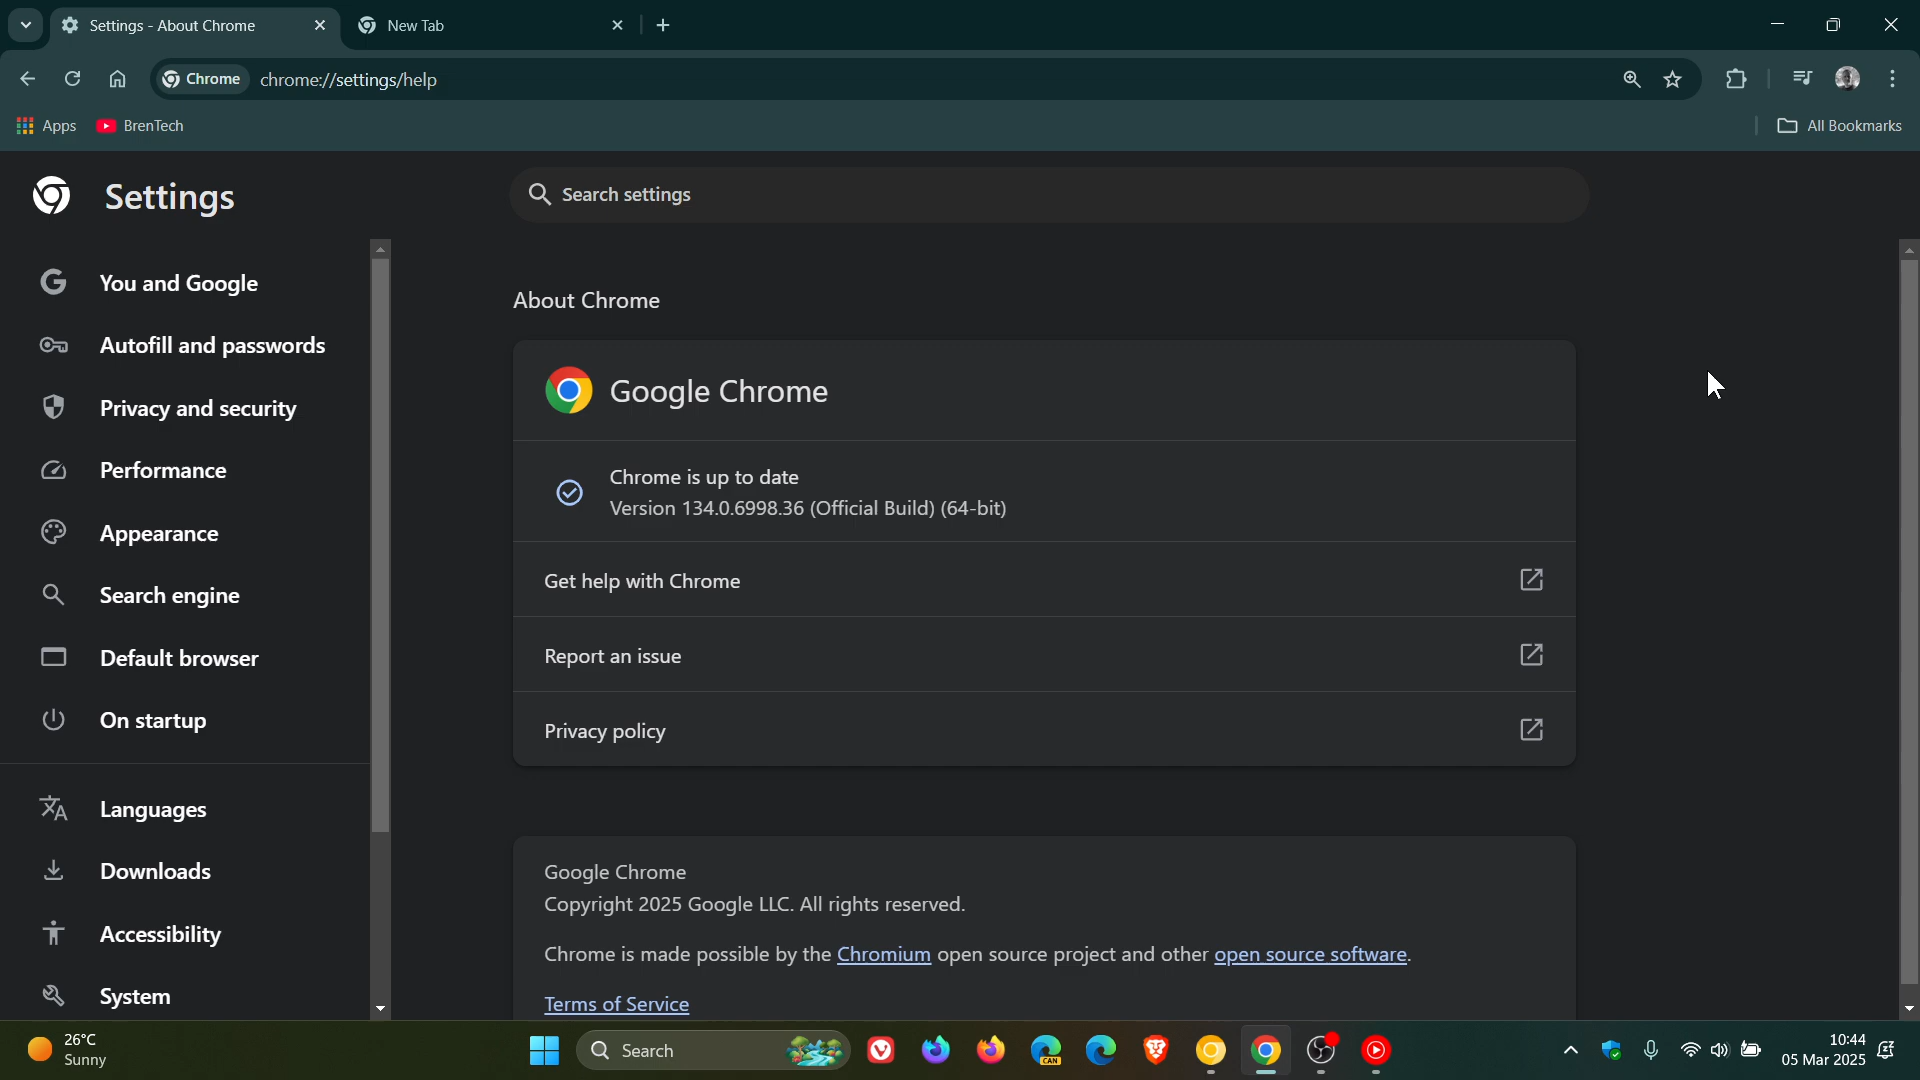 Settings - About Chrome
New Tab
Chrome
chrome://settings/help
Apps
BrenTech
All Bookmarks
Settings
Search settings
You and Google
Autofill and passwords
Privacy and security
Performance
Appearance
Search engine
Default browser
On startup
Languages
Downloads
Accessibility
System
About Chrome
Google Chrome
Chrome is up to date
Version 134.0.6998.36 (Official Build) (64-bit)
Get help with Chrome
Report an issue
Privacy policy
Google Chrome
Copyright 2025 Google LLC. All rights reserved.
Chrome is made possible by the Chromium open source project and other open source software.
Terms of Service
26°C
Sunny
Search
CAN
10:44
05 Mar 2025